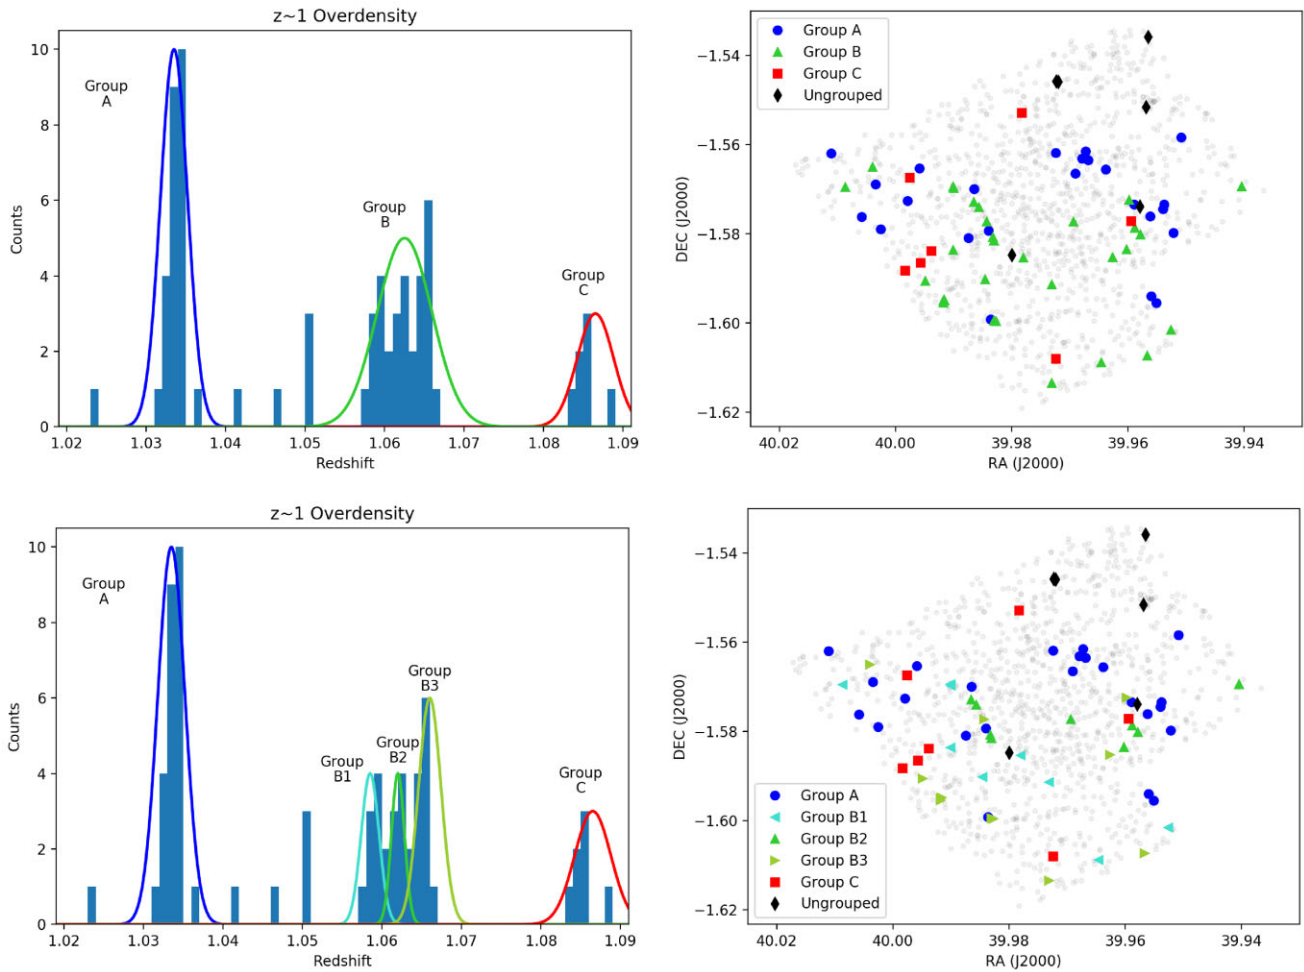 z~1 Overdensity
Group
A
Group
B
Group
C
10
8
6
4
2
0
Counts
1.02 1.03 1.04 1.05 1.06 1.07 1.08 1.09
Redshift
Group A
Group B
Group C
Ungrouped
−1.54
−1.56
−1.58
−1.60
−1.62
DEC (J2000)
40.02 40.00 39.98 39.96 39.94
RA (J2000)
z~1 Overdensity
Group
A
Group
B1
Group
B2
Group
B3
Group
C
10
8
6
4
2
0
Counts
1.02 1.03 1.04 1.05 1.06 1.07 1.08 1.09
Redshift
Group A
Group B1
Group B2
Group B3
Group C
Ungrouped
−1.54
−1.56
−1.58
−1.60
−1.62
DEC (J2000)
40.02 40.00 39.98 39.96 39.94
RA (J2000)